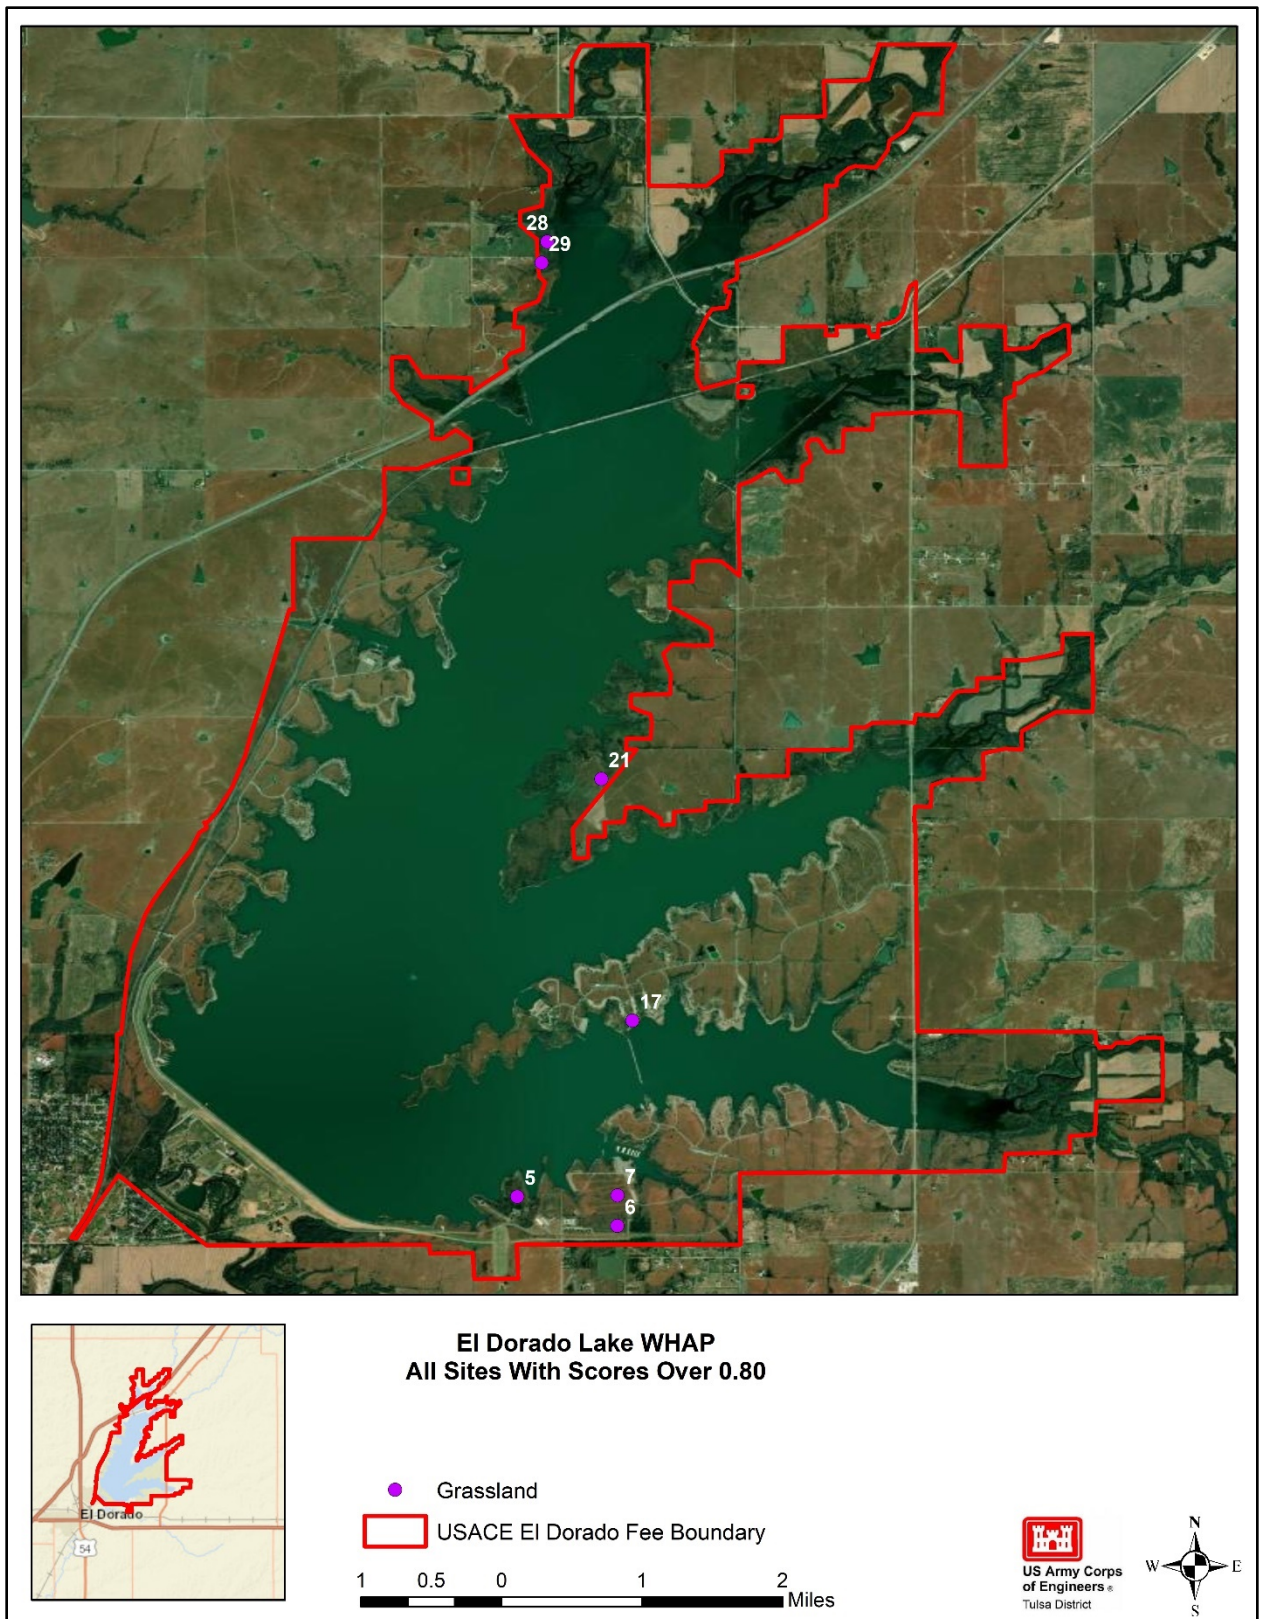 28
29
21
17
5
7
6
El Dorado Lake WHAP
All Sites With Scores Over 0.80
El Dorado
54
Grassland
USACE El Dorado Fee Boundary
1 0.5 0 1 2
Miles
US Army Corps
of Engineers ®
Tulsa District
N
W E
S